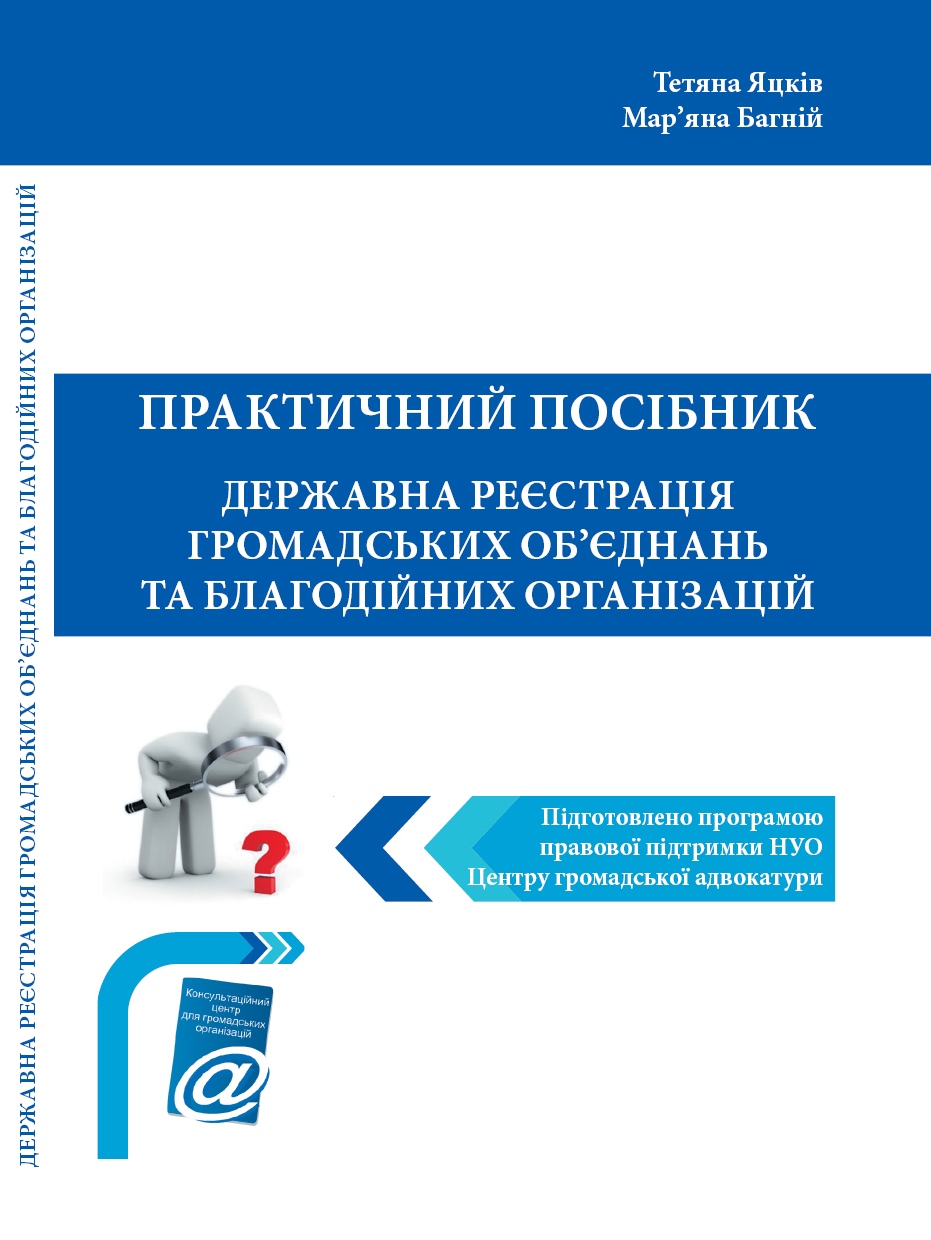 Тетяна Яцків
Мар’яна Багній
ДЕРЖАВНА РЕЄСТРАЦІЯ ГРОМАДСЬКИХ ОБ’ЄДНАНЬ ТА БЛАГОДІЙНИХ ОРГАНІЗАЦІЙ
ПРАКТИЧНИЙ ПОСІБНИК
ДЕРЖАВНА РЕЄСТРАЦІЯ
ГРОМАДСЬКИХ ОБ’ЄДНАНЬ
ТА БЛАГОДІЙНИХ ОРГАНІЗАЦІЙ
Підготовлено програмою
правової підтримки НУО
Центру громадської адвокатури
Консультаційний
центр
для громадських
організацій
@